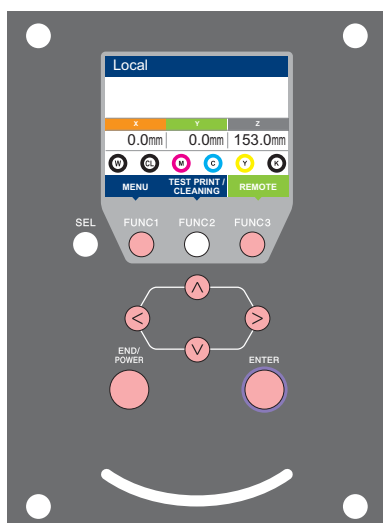 Local
X Y Z
0.0mm 0.0mm 153.0mm
W CL M C Y K
MENU TEST PRINT / CLEANING REMOTE
SEL FUNC1 FUNC2 FUNC3
END/
POWER
ENTER